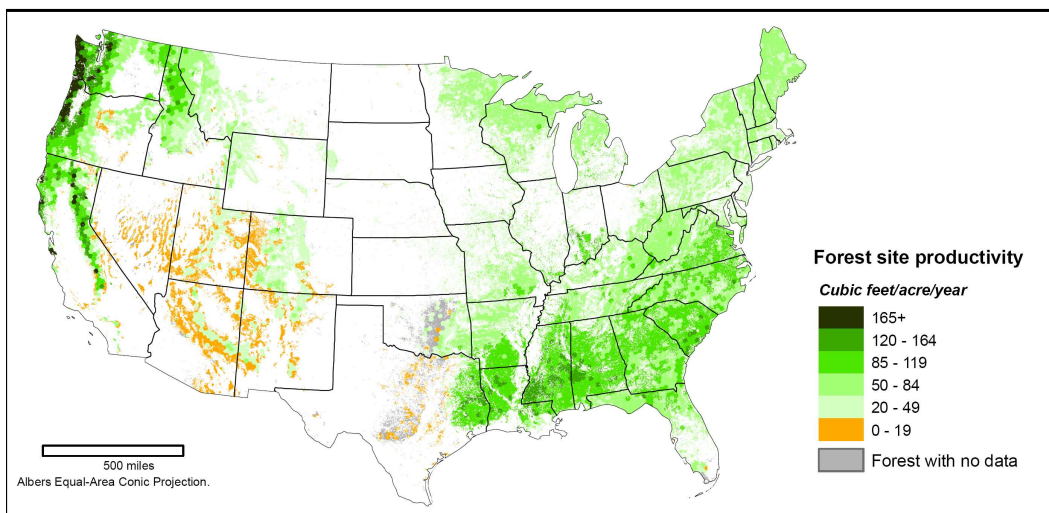 Forest site productivity
Cubic feet/acre/year
165+
120 - 164
85 - 119
50 - 84
20 - 49
0 - 19
Forest with no data
500 miles
Albers Equal-Area Conic Projection.